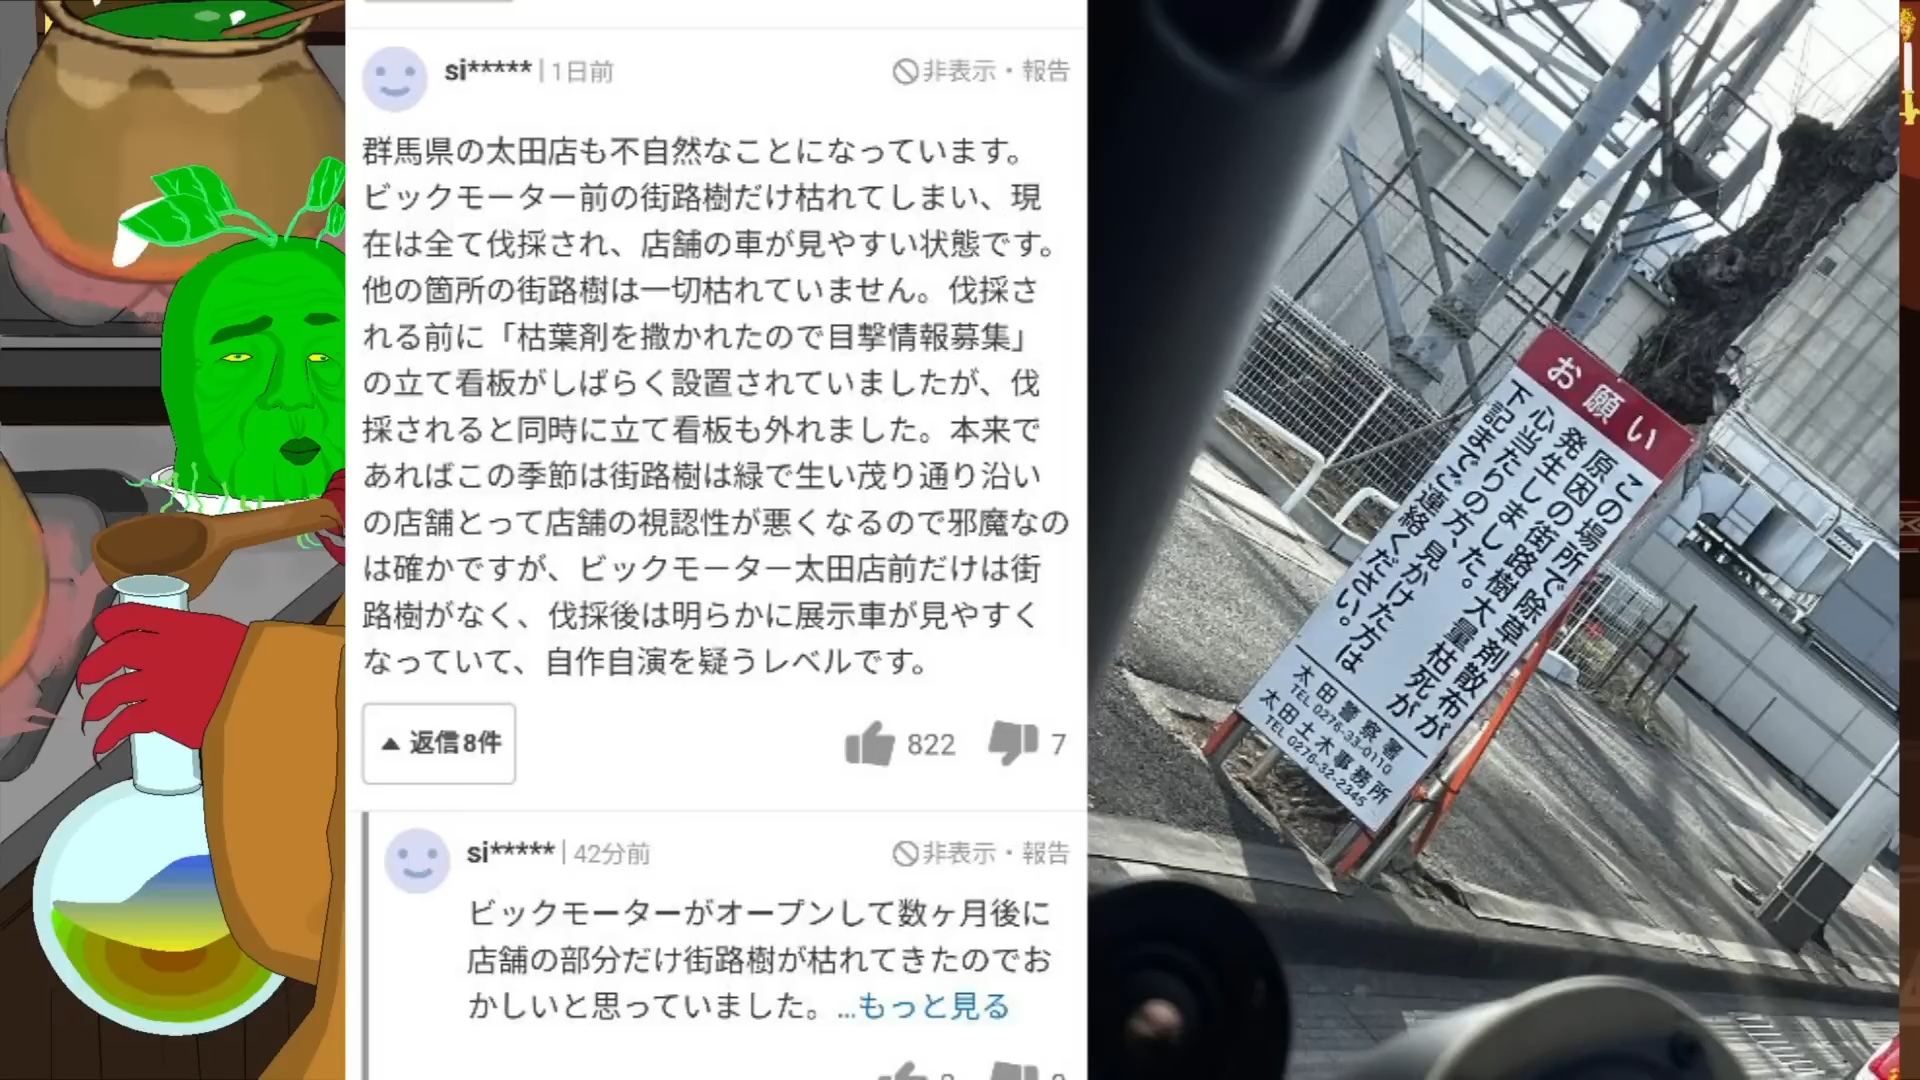 si***** | 1日前
非表示・報告
群馬県の太田店も不自然なことになっています。
ビックモーター前の街路樹だけ枯れてしまい、現
在は全て伐採され、店舗の車が見やすい状態です。
他の箇所の街路樹は一切枯れていません。伐採さ
れる前に「枯葉剤を撒かれたので目撃情報募集」
の立て看板がしばらく設置されていましたが、伐
採されると同時に立て看板も外れました。本来で
あればこの季節は街路樹は緑で生い茂り通り沿い
の店舗とって店舗の視認性が悪くなるので邪魔なの
は確かですが、ビックモーター太田店前だけは街
路樹がなく、伐採後は明らかに展示車が見やすく
なっていて、自作自演を疑うレベルです。
▲ 返信8件
822
7
si***** | 42分前
非表示・報告
ビックモーターがオープンして数ヶ月後に
店舗の部分だけ街路樹が枯れてきたのでお
かしいと思っていました。...もっと見る
お願い
この場所で除草剤散布が
原因の街路樹大量枯死が
発生しました。
心当たりの方、見かけた方は
下記までご連絡ください。
太田警察署
TEL 0276-33-0110
太田土木事務所
TEL 0276-32-2345